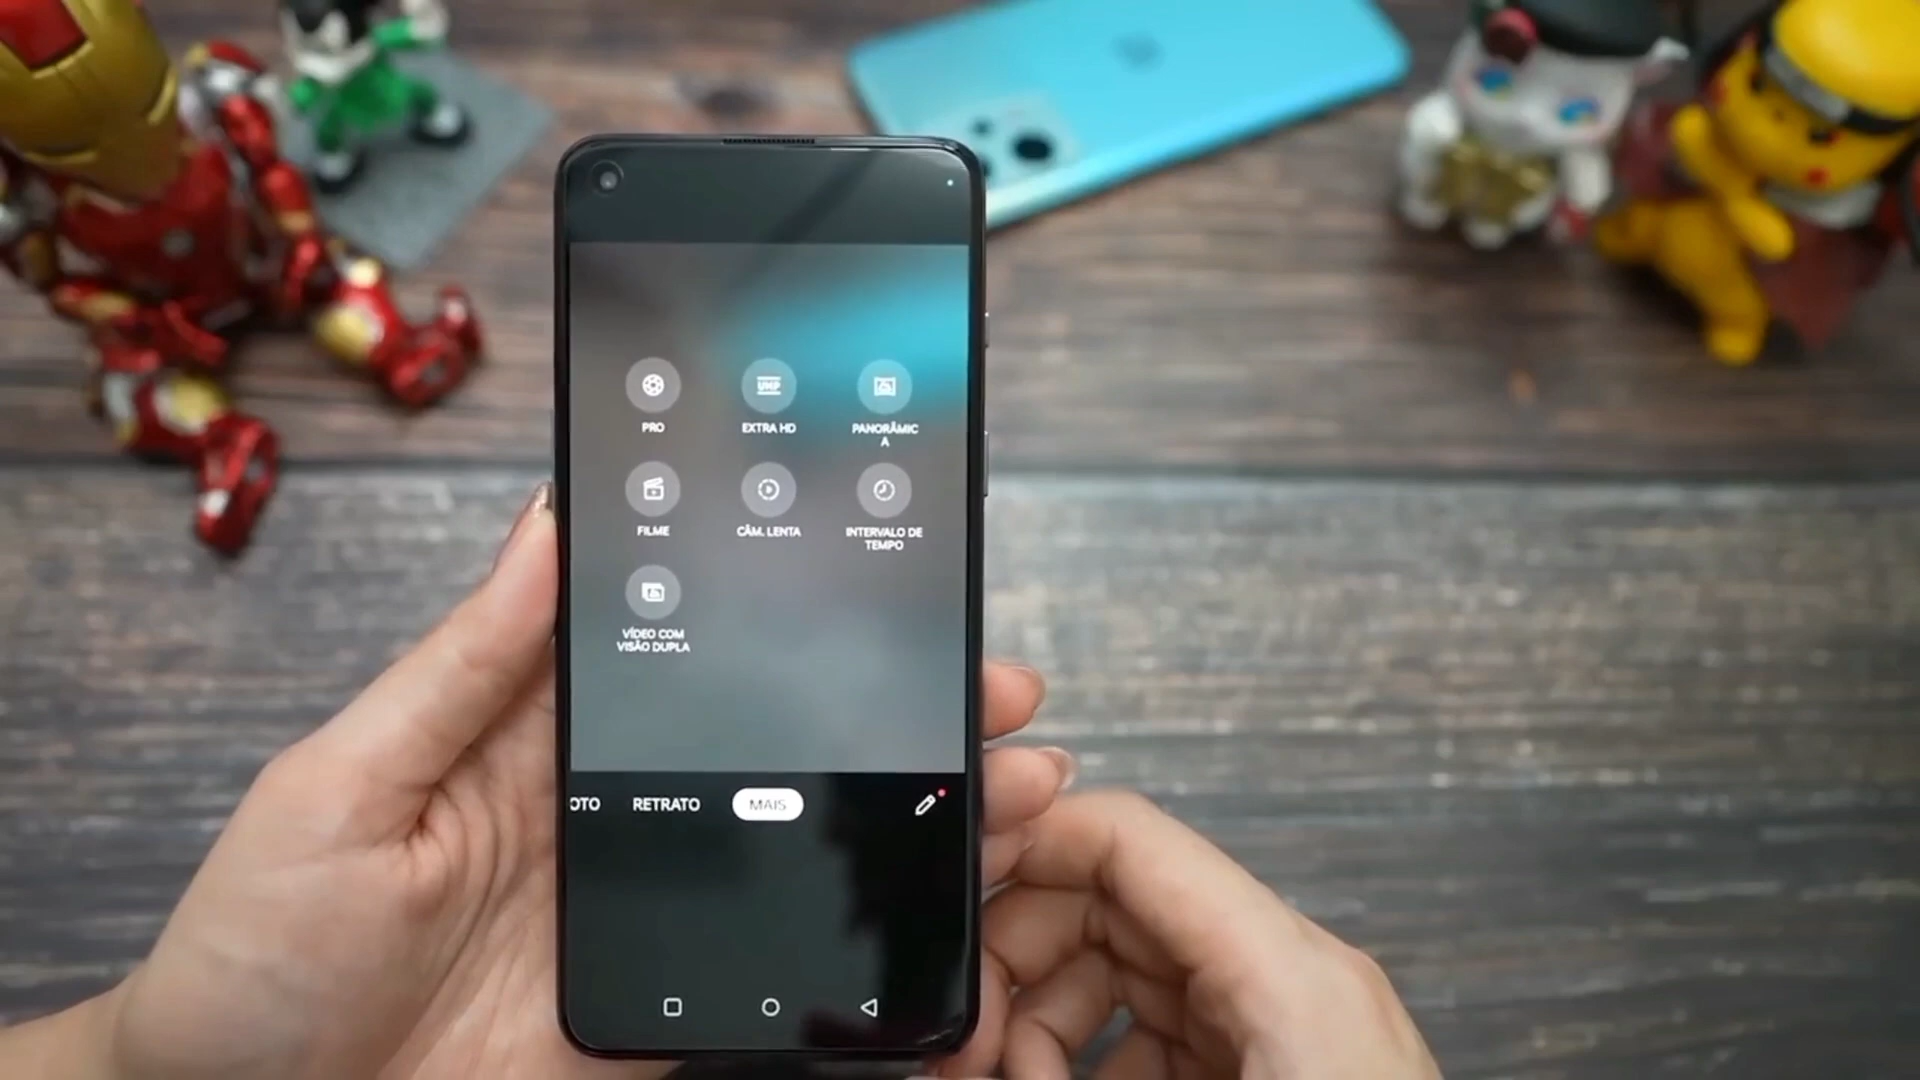 PRO
EXTRA HD
PANORÂMIC
A
FILME
CÂM. LENTA
INTERVALO DE
TEMPO
VÍDEO COM
VISÃO DUPLA
OTO
RETRATO
MAIS